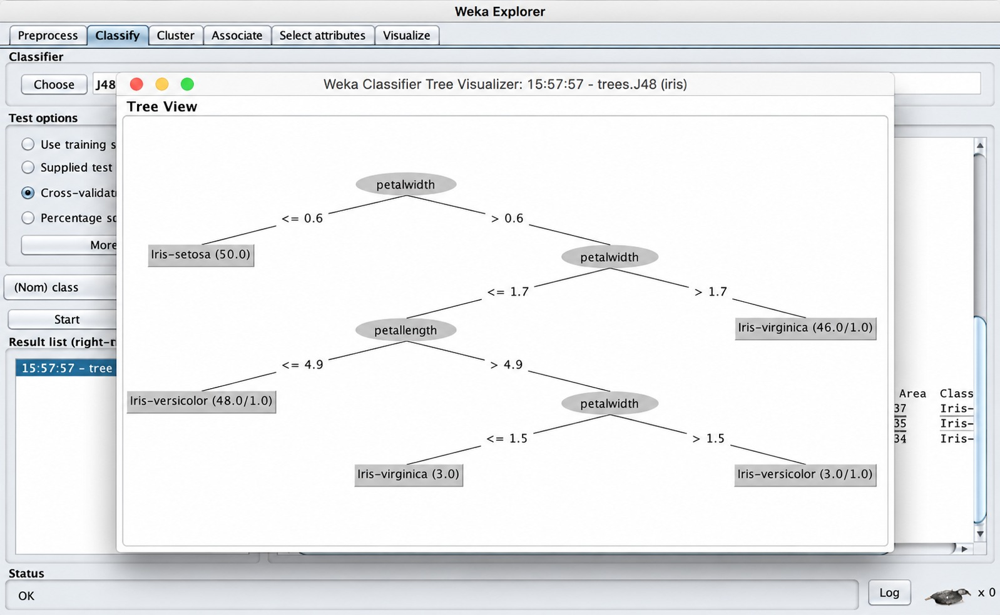 Weka Explorer
Preprocess Classify Cluster Associate Select attributes Visualize
Classifier
Choose J48
Weka Classifier Tree Visualizer: 15:57:57 - trees.J48 (iris)
Tree View
Test options
Use training s
Supplied test
Cross-validat
Percentage
More
(Nom) class
Start
Result list (right-
15:57:57 - tree
petalwidth
<= 0.6 > 0.6
Iris-setosa (50.0) petalwidth
<= 1.7 > 1.7
petallength Iris-virginica (46.0/1.0)
<= 4.9 > 4.9
Iris-versicolor (48.0/1.0) petalwidth
<= 1.5 > 1.5
Iris-virginica (3.0) Iris-versicolor (3.0/1.0)
Area Class
37 Iris-
35 Iris-
34 Iris-
Status
OK
Log
x 0